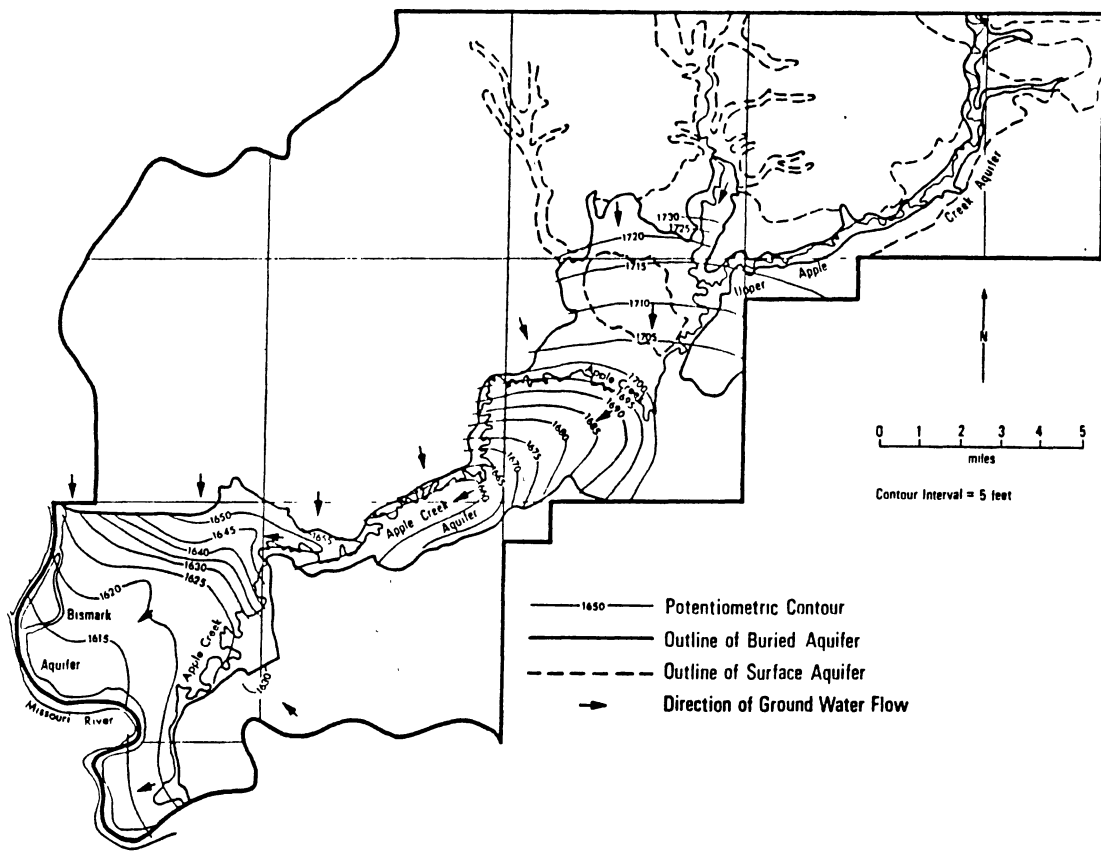 1730
1725
1720
1715
1710
1705
1700
1695
1690
1685
1680
1675
1670
1665
Upper Apple Creek Aquifer
Apple Creek
Apple Creek
Aquifer
1655
1650
1645
1640
1630
1625
1620
1615
Bismark
Aquifer
Apple Creek
1630
Missouri River
N
0 1 2 3 4 5
miles
Contour Interval = 5 feet
1650 Potentiometric Contour
Outline of Buried Aquifer
Outline of Surface Aquifer
Direction of Ground Water Flow